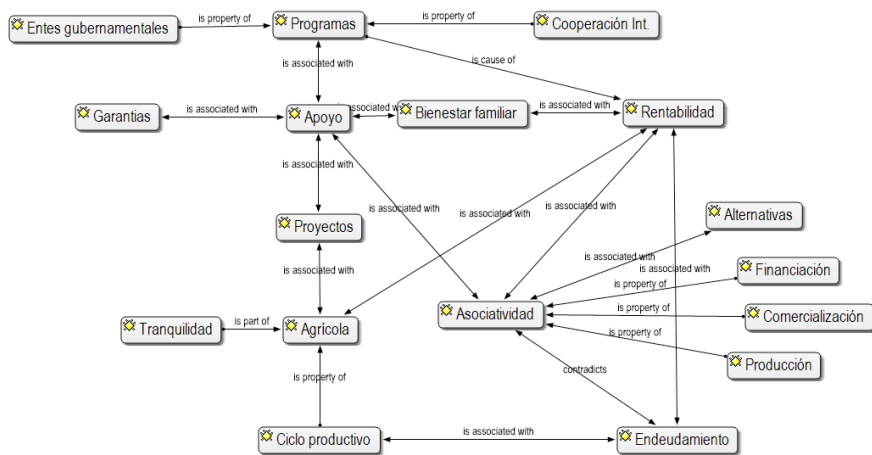 is property of
is property of
Entes gubernamentales
Programas
Cooperación Int.
is associated with
is cause of
Garantias
is associated with
Apoyo
is associated with
Bienestar familiar
is associated with
Rentabilidad
is associated with
is associated with
is associated with
is associated with
Alternativas
Proyectos
is associated with
is associated with
is associated with
Financiación
is property of
Tranquilidad
is part of
Agrícola
Asociatividad
is property of
Comercialización
is property of
Producción
is property of
contradicts
Ciclo productivo
is associated with
Endeudamiento